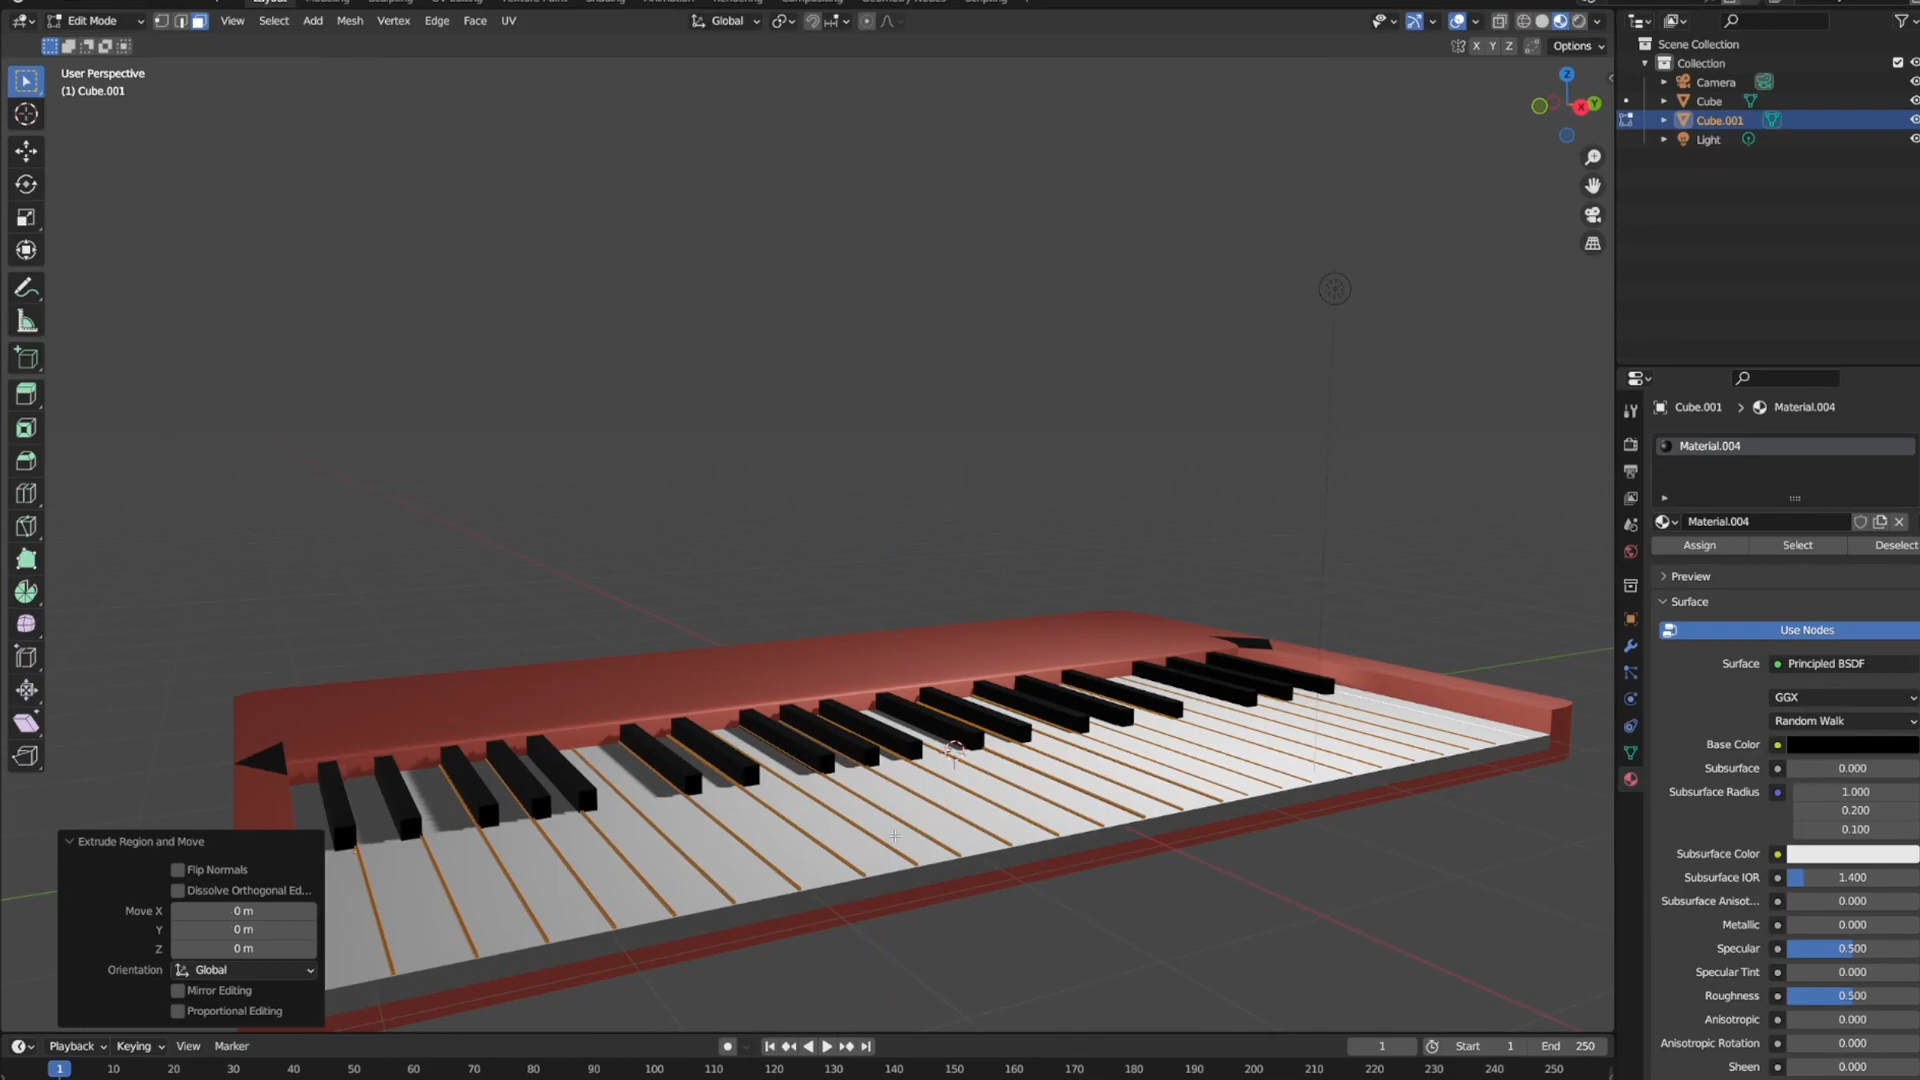 Layout
Edit Mode View Select Add Mesh Vertex Edge Face UV Global
X Y Z Options
User Perspective
(1) Cube.001
Z
X Y
Scene Collection
Collection
Camera
Cube
Cube.001
Light
Cube.001 > Material.004
Material.004
Material.004
Assign Select Deselect
Preview
Surface
Use Nodes
Surface Principled BSDF
GGX
Random Walk
Base Color
Subsurface 0.000
Subsurface Radius 1.000
0.200
0.100
Subsurface Color
Subsurface IOR 1.400
Subsurface Anisot... 0.000
Metallic 0.000
Specular 0.500
Specular Tint 0.000
Roughness 0.500
Anisotropic 0.000
Anisotropic Rotation 0.000
Sheen 0.000
Extrude Region and Move
Flip Normals
Dissolve Orthogonal Ed...
Move X 0 m
Y 0 m
Z 0 m
Orientation Global
Mirror Editing
Proportional Editing
Playback Keying View Marker 1 Start 1 End 250
1 10 20 30 40 50 60 70 80 90 100 110 120 130 140 150 160 170 180 190 200 210 220 230 240 250